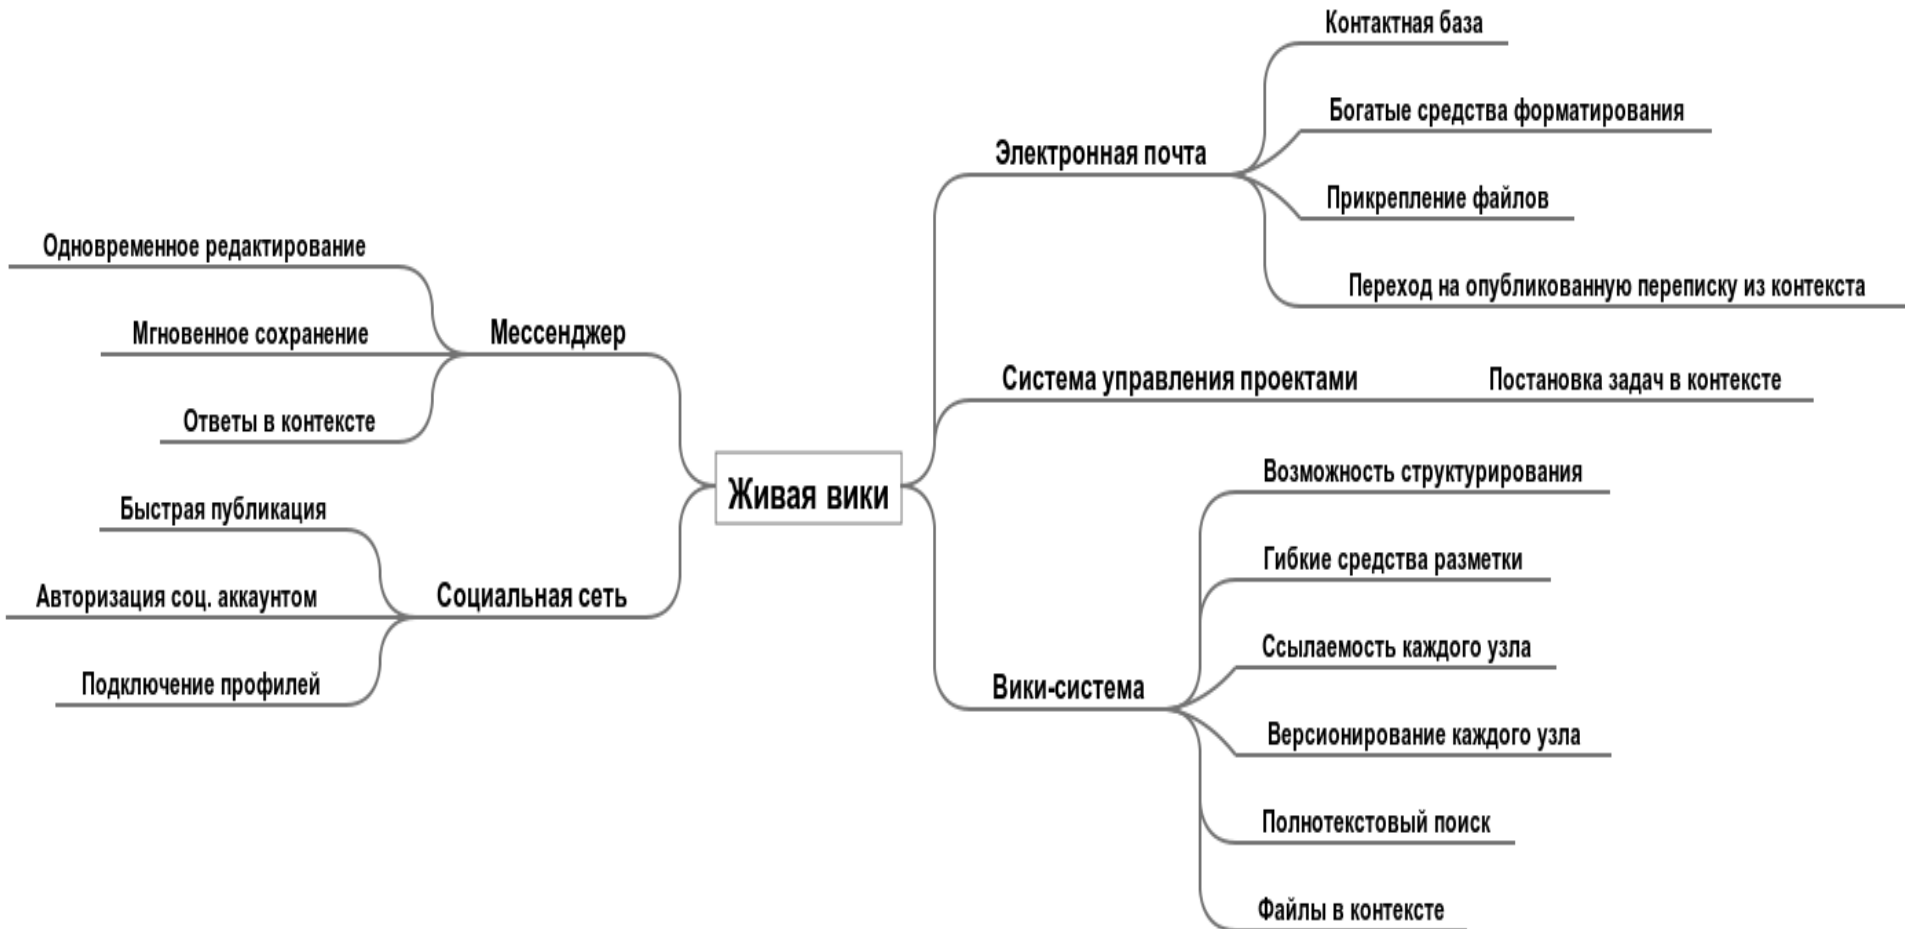 Живая вики
Мессенджер
Одновременное редактирование
Мгновенное сохранение
Ответы в контексте
Социальная сеть
Быстрая публикация
Авторизация соц. аккаунтом
Подключение профилей
Электронная почта
Контактная база
Богатые средства форматирования
Прикрепление файлов
Переход на опубликованную переписку из контекста
Система управления проектами
Постановка задач в контексте
Вики-система
Возможность структурирования
Гибкие средства разметки
Ссылаемость каждого узла
Версионирование каждого узла
Полнотекстовый поиск
Файлы в контексте